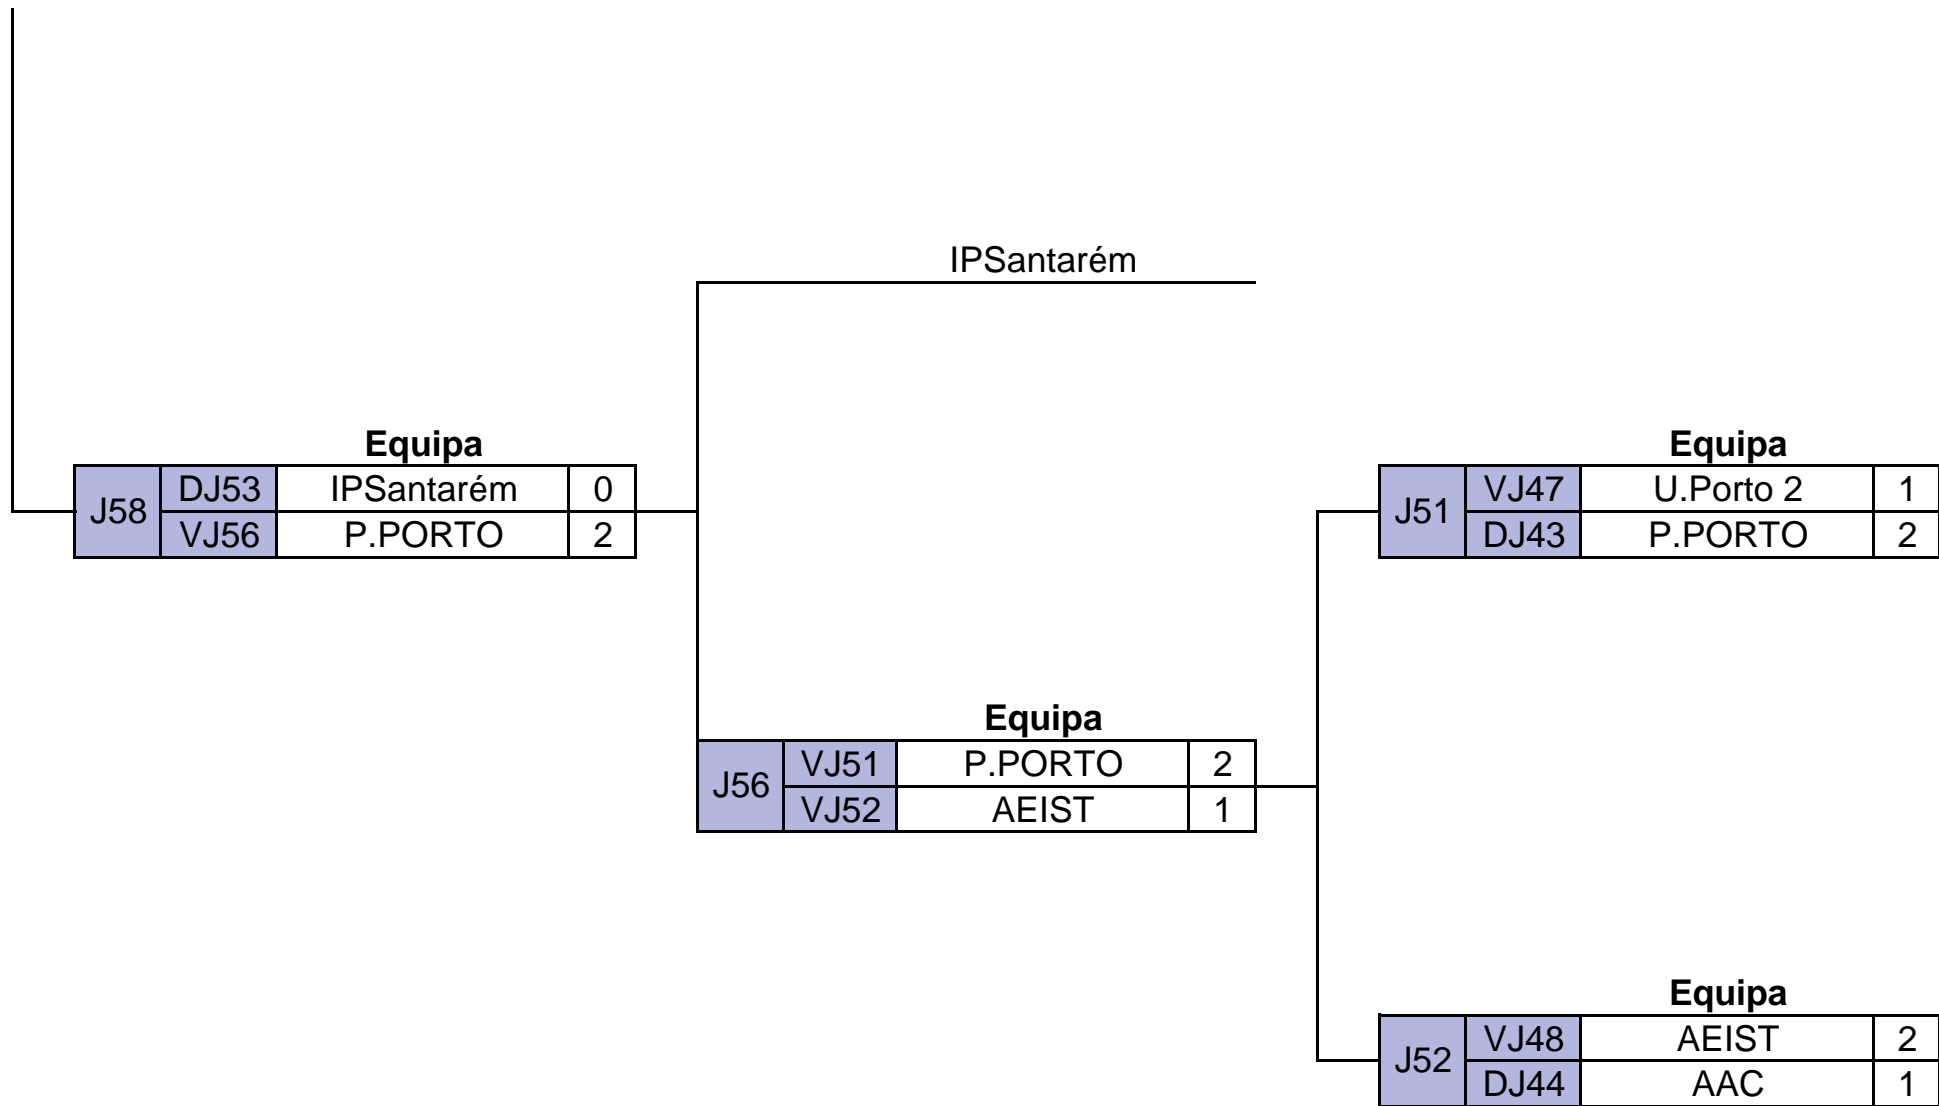 IPSantarém
Equipa
J58 DJ53 IPSantarém 0
VJ56 P.PORTO 2
Equipa
J51 VJ47 U.Porto 2 1
DJ43 P.PORTO 2
Equipa
J56 VJ51 P.PORTO 2
VJ52 AEIST 1
Equipa
J52 VJ48 AEIST 2
DJ44 AAC 1